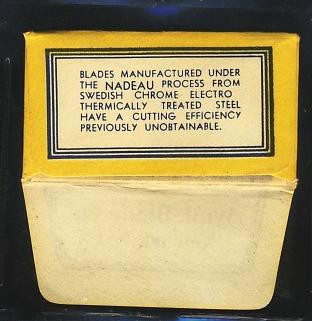 BLADES MANUFACTURED UNDER
THE NADEAU PROCESS FROM
SWEDISH CHROME ELECTRO
THERMICALLY TREATED STEEL
HAVE A CUTTING EFFICIENCY
PREVIOUSLY UNOBTAINABLE.